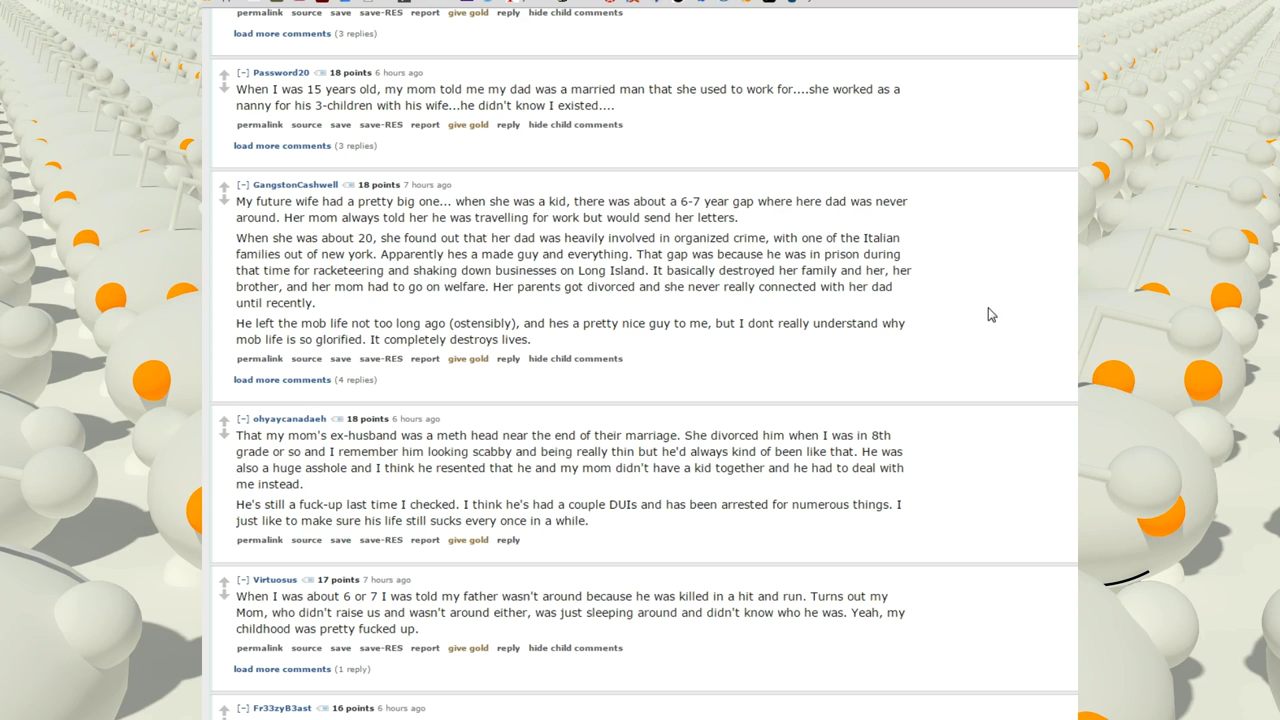 permalink source save save-RES report give gold reply hide child comments
load more comments (3 replies)
[–] Password20 18 points 6 hours ago
When I was 15 years old, my mom told me my dad was a married man that she used to work for....she worked as a
nanny for his 3-children with his wife...he didn't know I existed....
permalink source save save-RES report give gold reply hide child comments
load more comments (3 replies)
[–] GangstonCashwell 18 points 7 hours ago
My future wife had a pretty big one... when she was a kid, there was about a 6-7 year gap where here dad was never
around. Her mom always told her he was travelling for work but would send her letters.
When she was about 20, she found out that her dad was heavily involved in organized crime, with one of the Italian
families out of new york. Apparently hes a made guy and everything. That gap was because he was in prison during
that time for racketeering and shaking down businesses on Long Island. It basically destroyed her family and her, her
brother, and her mom had to go on welfare. Her parents got divorced and she never really connected with her dad
until recently.
He left the mob life not too long ago (ostensibly), and hes a pretty nice guy to me, but I dont really understand why
mob life is so glorified. It completely destroys lives.
permalink source save save-RES report give gold reply hide child comments
load more comments (4 replies)
[–] ohyaycanadaeh 18 points 6 hours ago
That my mom's ex-husband was a meth head near the end of their marriage. She divorced him when I was in 8th
grade or so and I remember him looking scabby and being really thin but he'd always kind of been like that. He was
also a huge asshole and I think he resented that he and my mom didn't have a kid together and he had to deal with
me instead.
He's still a fuck-up last time I checked. I think he's had a couple DUIs and has been arrested for numerous things. I
just like to make sure his life still sucks every once in a while.
permalink source save save-RES report give gold reply
[–] Virtuosus 17 points 7 hours ago
When I was about 6 or 7 I was told my father wasn't around because he was killed in a hit and run. Turns out my
Mom, who didn't raise us and wasn't around either, was just sleeping around and didn't know who he was. Yeah, my
childhood was pretty fucked up.
permalink source save save-RES report give gold reply hide child comments
load more comments (1 reply)
[–] Fr33zyB3ast 16 points 6 hours ago